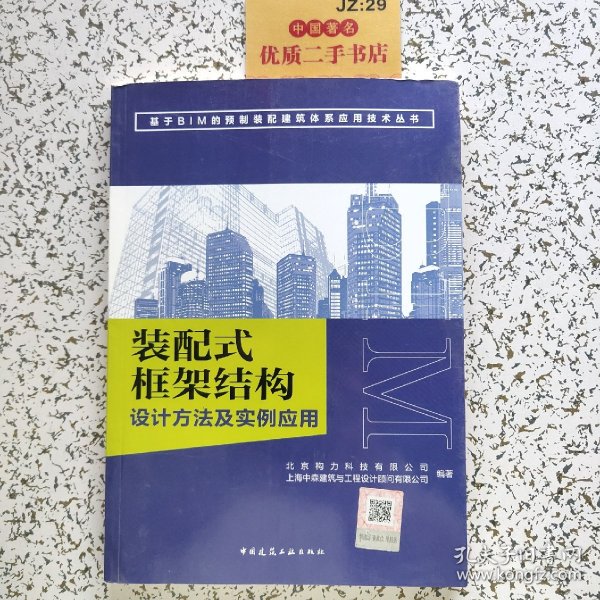 JZ:29
中国著名
优质二手书店
基于BIM的预制装配建筑体系应用技术丛书
M
装配式
框架结构
设计方法及实例应用
北京构力科技有限公司
上海中森建筑与工程设计顾问有限公司
编著
中国建筑工业出版社
孔夫子旧书网
kongfz.com